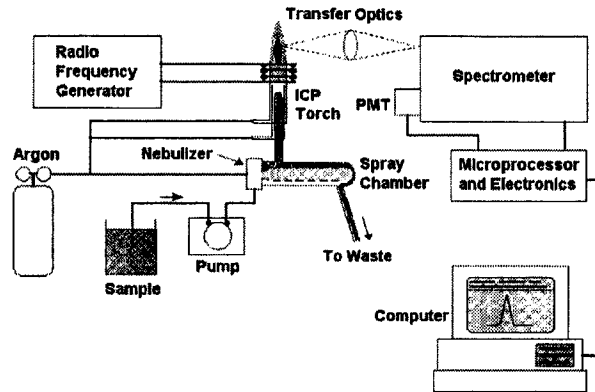 Transfer Optics
Radio
Frequency
Generator
ICP
Torch
Spectrometer
PMT
Argon
Nebulizer
Spray
Chamber
Microprocessor
and Electronics
Pump
To Waste
Sample
Computer